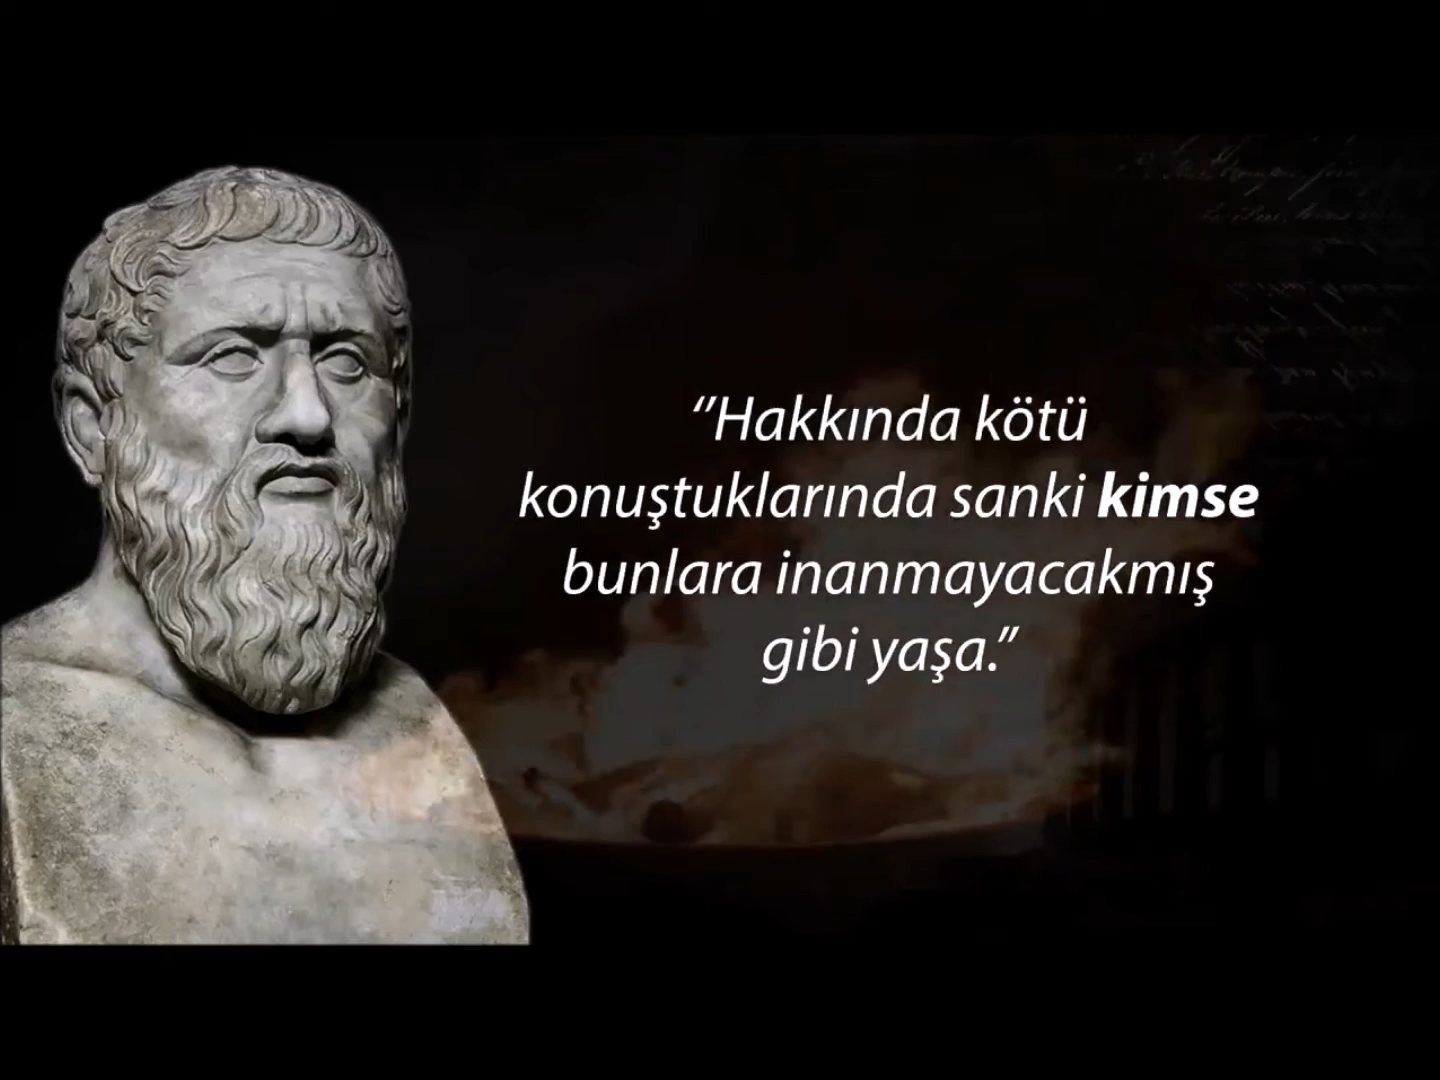 ‘’Hakkında kötü
konuştuklarında sanki kimse
bunlara inanmayacakmış
gibi yaşa.’’